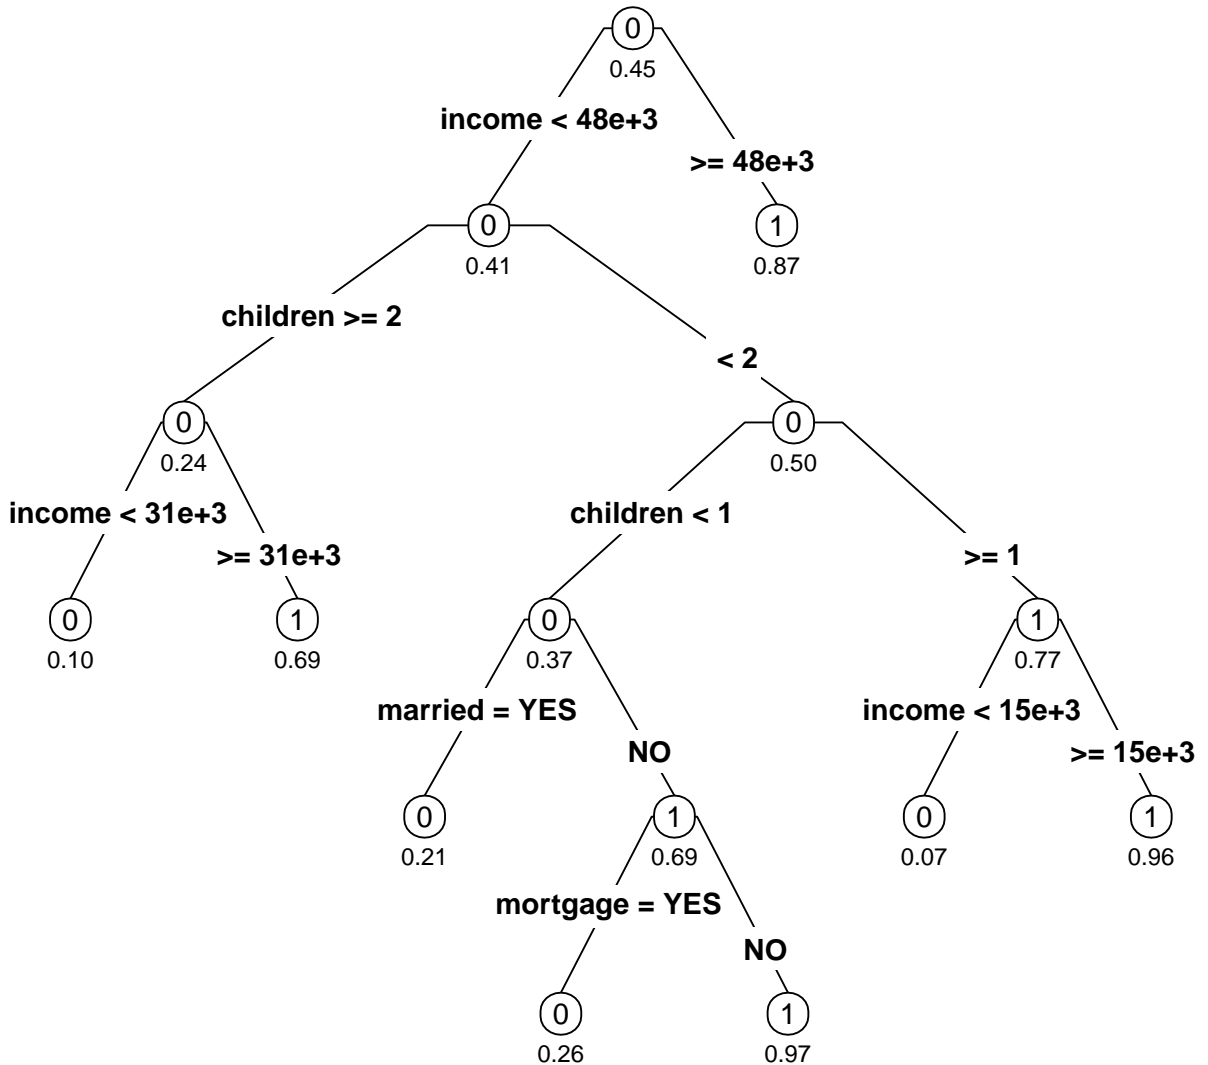 0
0.45
income < 48e+3
>= 48e+3
0
0.41
1
0.87
children >= 2
< 2
0
0.24
0
0.50
income < 31e+3
>= 31e+3
children < 1
>= 1
0
0.10
1
0.69
0
0.37
1
0.77
married = YES
NO
income < 15e+3
>= 15e+3
0
0.21
1
0.69
0
0.07
1
0.96
mortgage = YES
NO
0
0.26
1
0.97